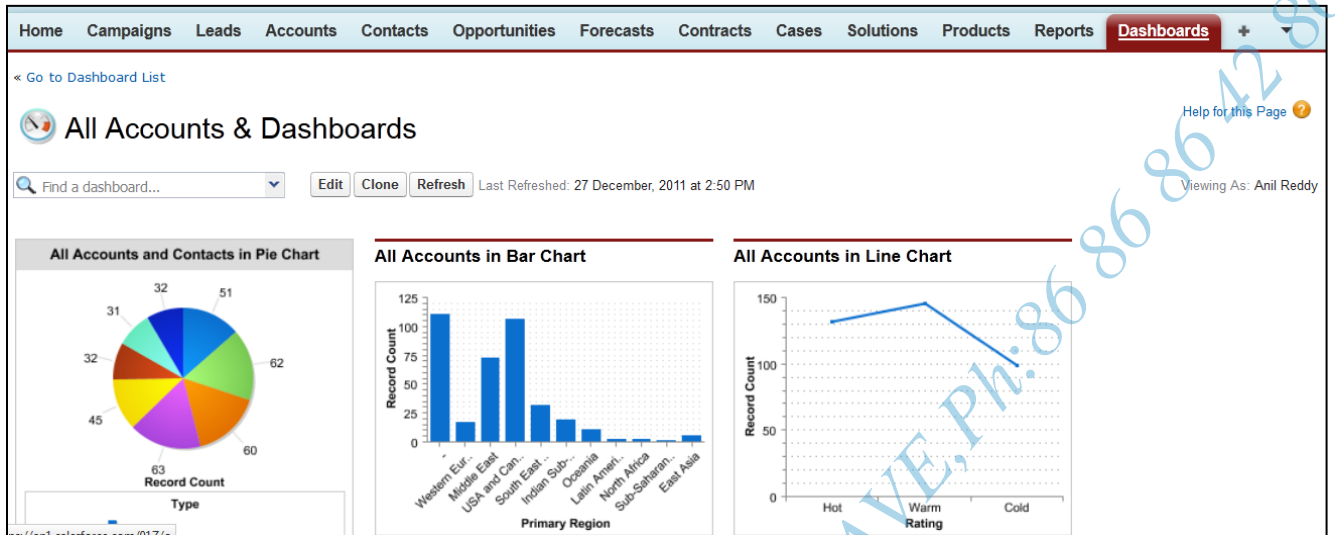 Home Campaigns Leads Accounts Contacts Opportunities Forecasts Contracts Cases Solutions Products Reports Dashboards +
« Go to Dashboard List
Help for this Page ?
All Accounts & Dashboards
Find a dashboard... Edit Clone Refresh Last Refreshed: 27 December, 2011 at 2:50 PM Viewing As: Anil Reddy
All Accounts and Contacts in Pie Chart
32
51
31
62
32
45
60
63
Record Count
Type
All Accounts in Bar Chart
125
100
75
50
25
0
Record Count
-
Western Eur..
Middle East
USA and Can..
South East ..
Indian Sub-..
Oceania
Latin Ameri..
North Africa
Sub-Saharan..
East Asia
Primary Region
All Accounts in Line Chart
150
100
50
0
Record Count
Hot Warm Cold
Rating
AVE,Ph:86 86 86 42 86